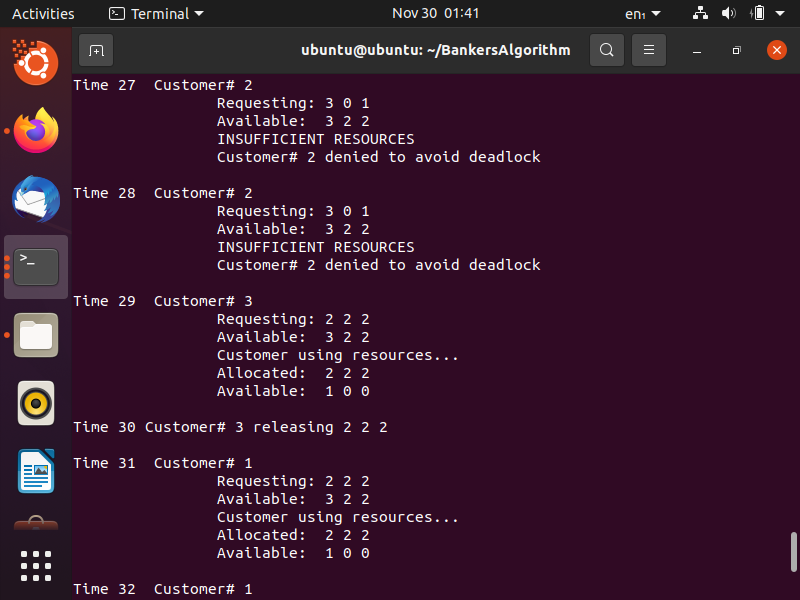 Activities Terminal Nov 30 01:41 en₁
ubuntu@ubuntu: ~/BankersAlgorithm
Time 27  Customer# 2
Requesting: 3 0 1
Available:  3 2 2
INSUFFICIENT RESOURCES
Customer# 2 denied to avoid deadlock
Time 28  Customer# 2
Requesting: 3 0 1
Available:  3 2 2
INSUFFICIENT RESOURCES
Customer# 2 denied to avoid deadlock
Time 29  Customer# 3
Requesting: 2 2 2
Available:  3 2 2
Customer using resources...
Allocated:  2 2 2
Available:  1 0 0
Time 30 Customer# 3 releasing 2 2 2
Time 31  Customer# 1
Requesting: 2 2 2
Available:  3 2 2
Customer using resources...
Allocated:  2 2 2
Available:  1 0 0
Time 32  Customer# 1